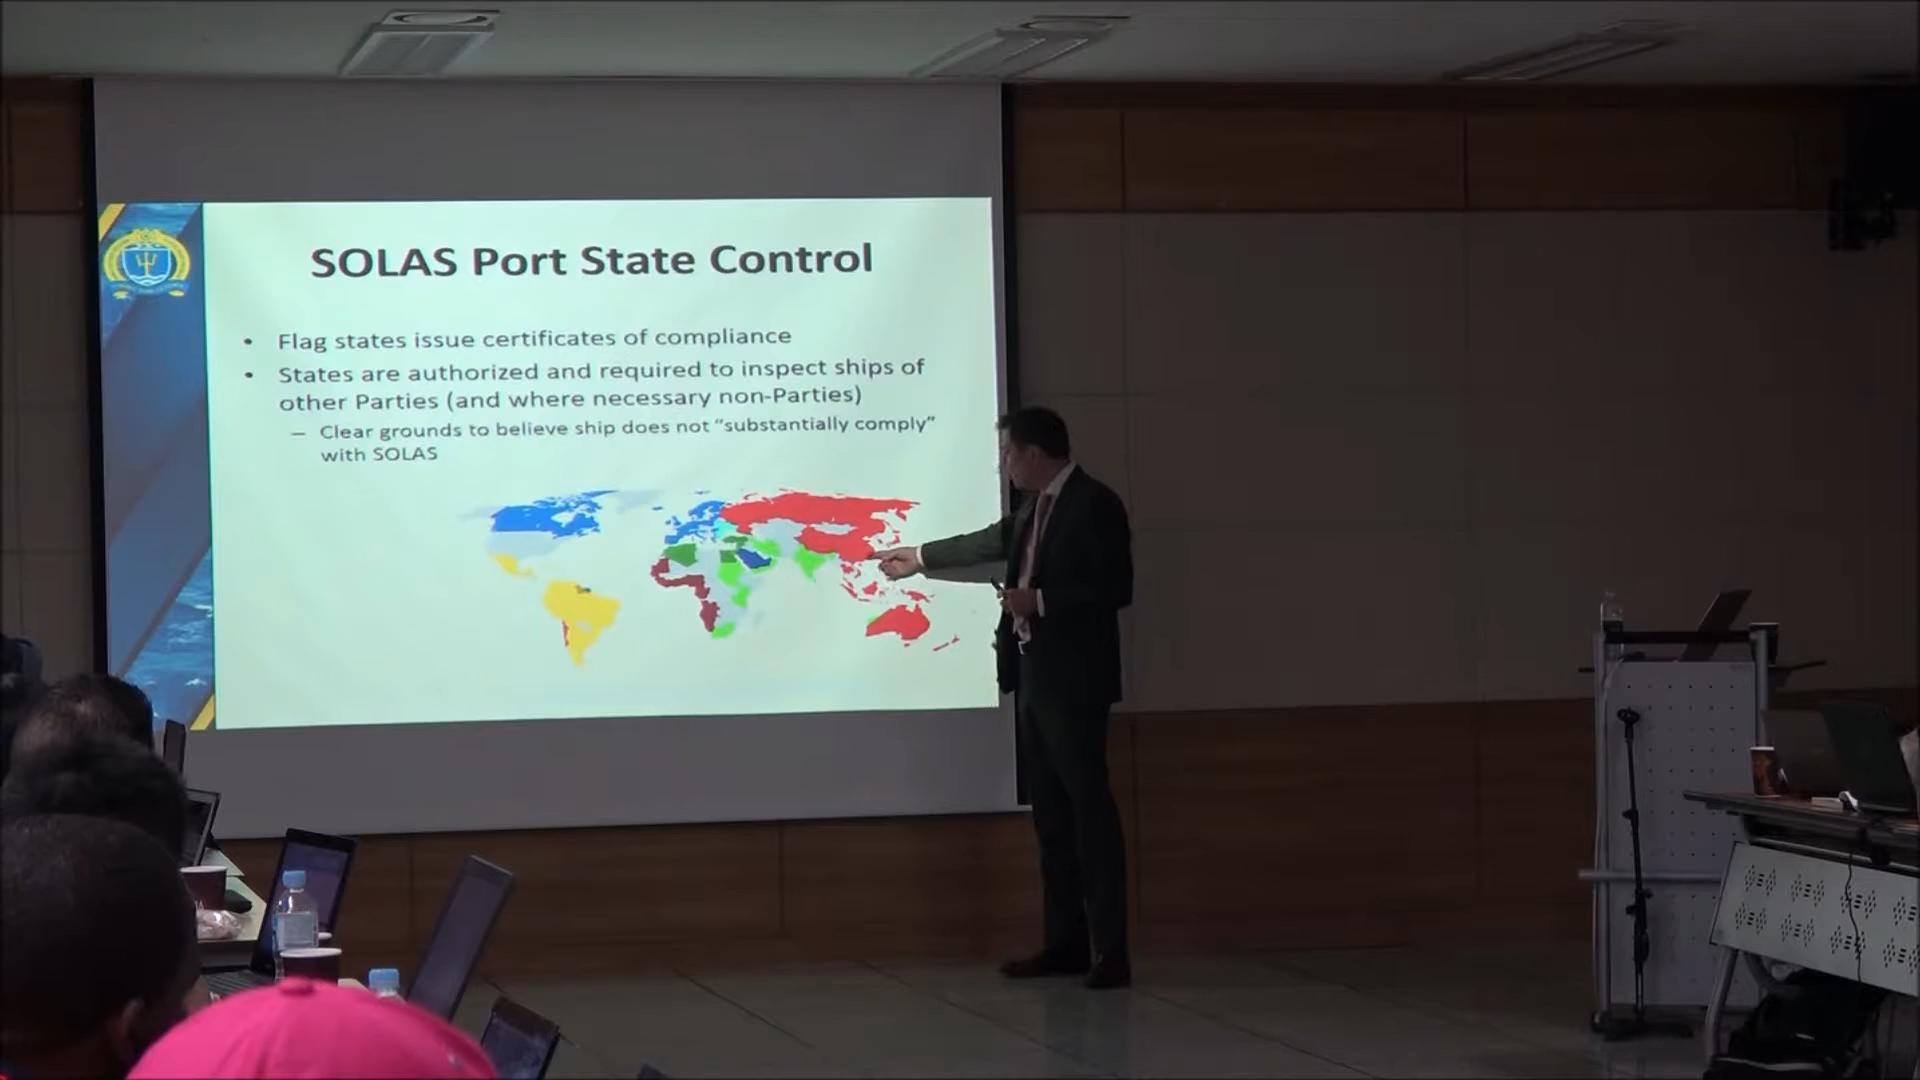 SOLAS Port State Control
• Flag states issue certificates of compliance
• States are authorized and required to inspect ships of
other Parties (and where necessary non-Parties)
– Clear grounds to believe ship does not “substantially comply”
with SOLAS